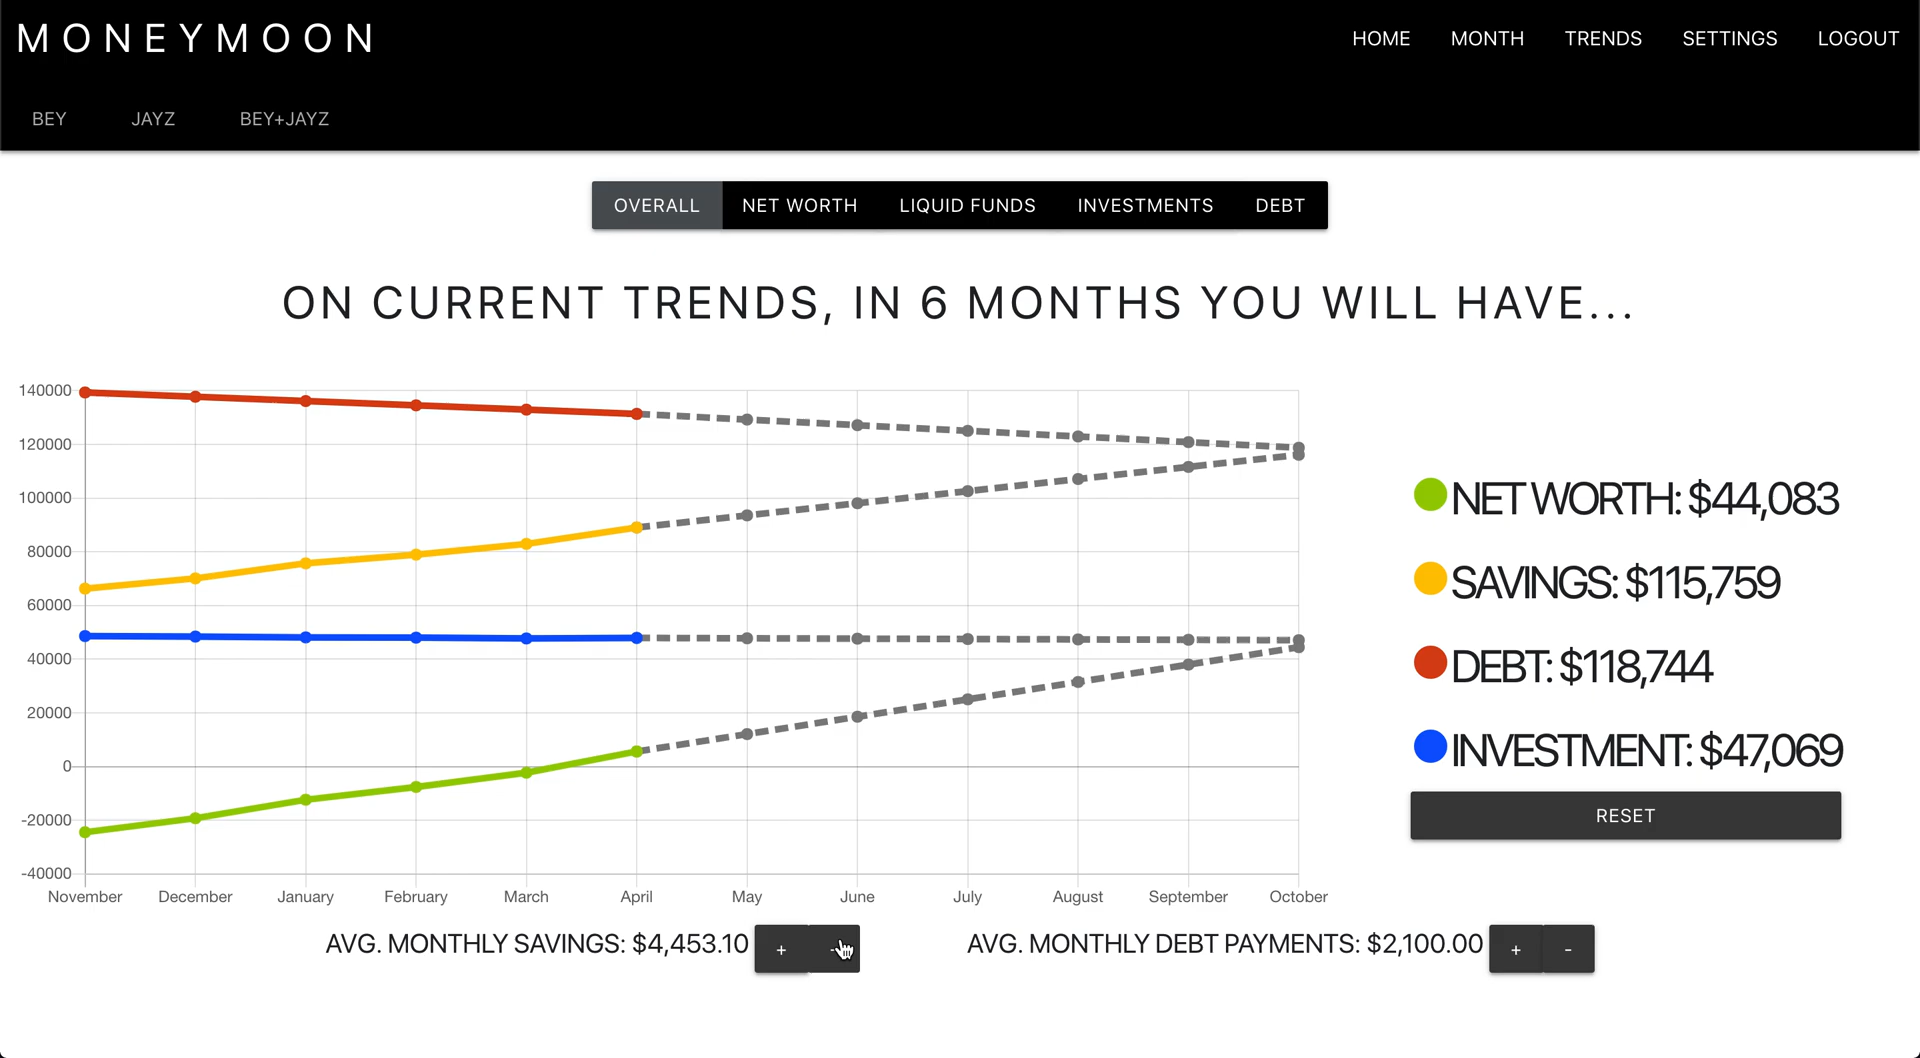 MONEYMOON
HOME MONTH TRENDS SETTINGS LOGOUT
BEY JAYZ BEY+JAYZ
OVERALL NET WORTH LIQUID FUNDS INVESTMENTS DEBT
ON CURRENT TRENDS, IN 6 MONTHS YOU WILL HAVE...
140000
120000
100000
80000
60000
40000
20000
0
-20000
-40000
November December January February March April May June July August September October
NET WORTH: $44,083
SAVINGS: $115,759
DEBT: $118,744
INVESTMENT: $47,069
RESET
AVG. MONTHLY SAVINGS: $4,453.10 + -
AVG. MONTHLY DEBT PAYMENTS: $2,100.00 + -